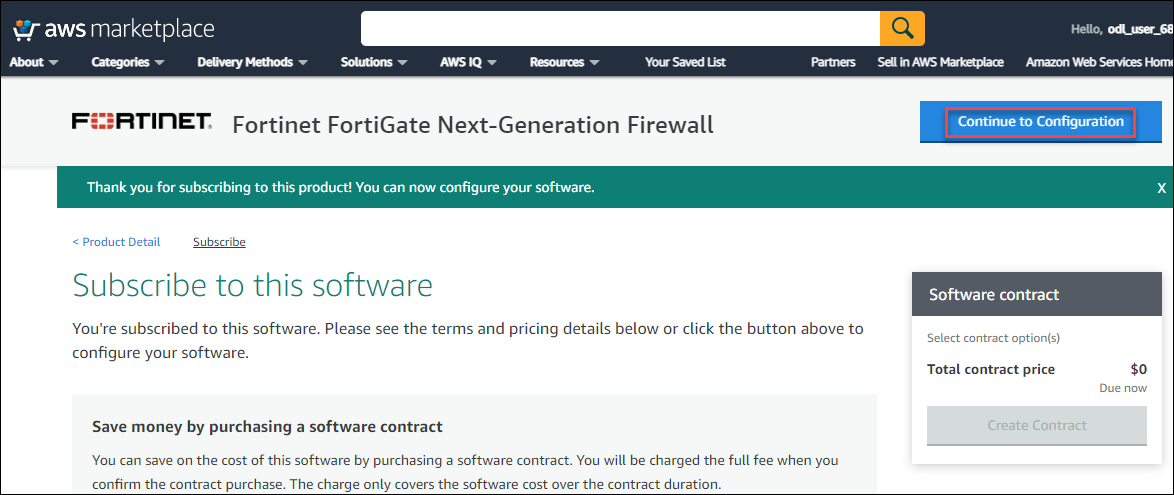 aws marketplace
Hello, odl_user_68
About
Categories
Delivery Methods
Solutions
AWS IQ
Resources
Your Saved List
Partners
Sell in AWS Marketplace
Amazon Web Services Home
FORTINET
Fortinet FortiGate Next-Generation Firewall
Continue to Configuration
Thank you for subscribing to this product! You can now configure your software.
X
< Product Detail
Subscribe
Subscribe to this software
You're subscribed to this software. Please see the terms and pricing details below or click the button above to
configure your software.
Save money by purchasing a software contract
You can save on the cost of this software by purchasing a software contract. You will be charged the full fee when you
confirm the contract purchase. The charge only covers the software cost over the contract duration.
Software contract
Select contract option(s)
Total contract price $0
Due now
Create Contract